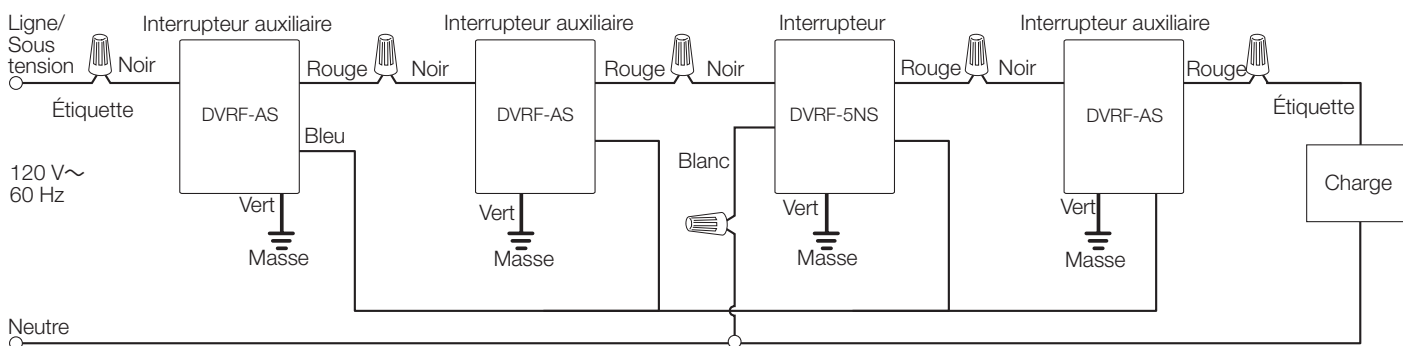 Ligne/
Sous
tension
Interrupteur auxiliaire
Interrupteur auxiliaire
Interrupteur
Interrupteur auxiliaire
Noir
Rouge
Noir
Rouge
Noir
Rouge
Noir
Rouge
Étiquette
Étiquette
DVRF-AS
DVRF-AS
DVRF-5NS
DVRF-AS
Bleu
Blanc
120 V~
60 Hz
Charge
Vert
Vert
Vert
Vert
Masse
Masse
Masse
Masse
Neutre